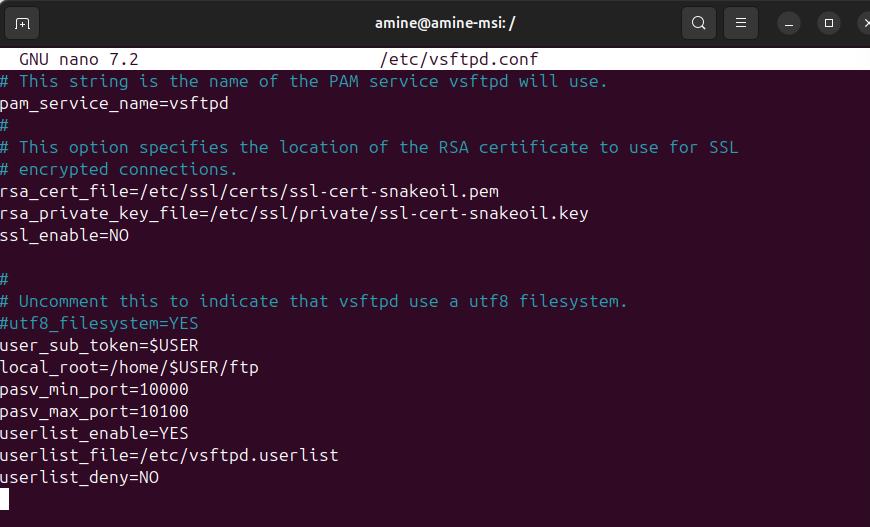 amine@amine-msi: /
GNU nano 7.2 /etc/vsftpd.conf
# This string is the name of the PAM service vsftpd will use.
pam_service_name=vsftpd
#
# This option specifies the location of the RSA certificate to use for SSL
# encrypted connections.
rsa_cert_file=/etc/ssl/certs/ssl-cert-snakeoil.pem
rsa_private_key_file=/etc/ssl/private/ssl-cert-snakeoil.key
ssl_enable=NO
#
# Uncomment this to indicate that vsftpd use a utf8 filesystem.
#utf8_filesystem=YES
user_sub_token=$USER
local_root=/home/$USER/ftp
pasv_min_port=10000
pasv_max_port=10100
userlist_enable=YES
userlist_file=/etc/vsftpd.userlist
userlist_deny=NO